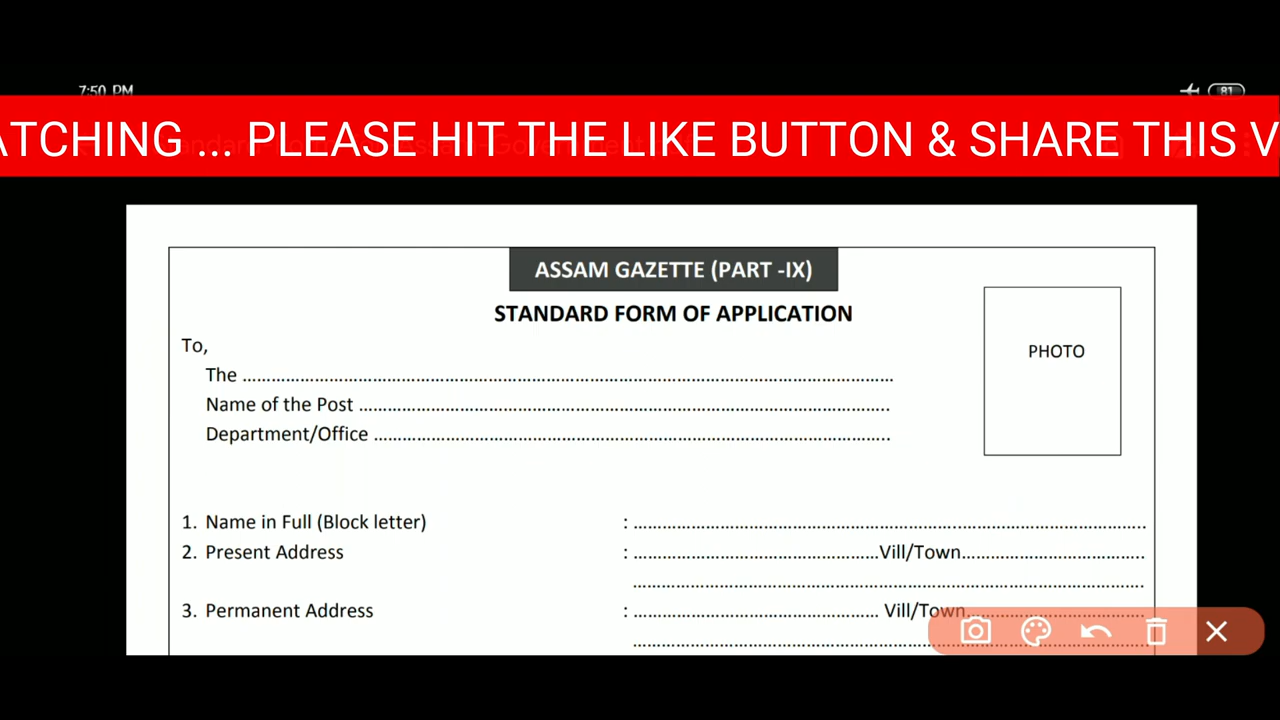 7:50 PM
81
ATCHING ... PLEASE HIT THE LIKE BUTTON & SHARE THIS V
ASSAM GAZETTE (PART -IX)
STANDARD FORM OF APPLICATION
PHOTO
To,
The ..........................................................................................
Name of the Post ..........................................................................
Department/Office ........................................................................
1. Name in Full (Block letter) : ........................................................................
2. Present Address : ..................................Vill/Town..........................
........................................................................
3. Permanent Address : .................................. Vill/Town..........................
........................................................................